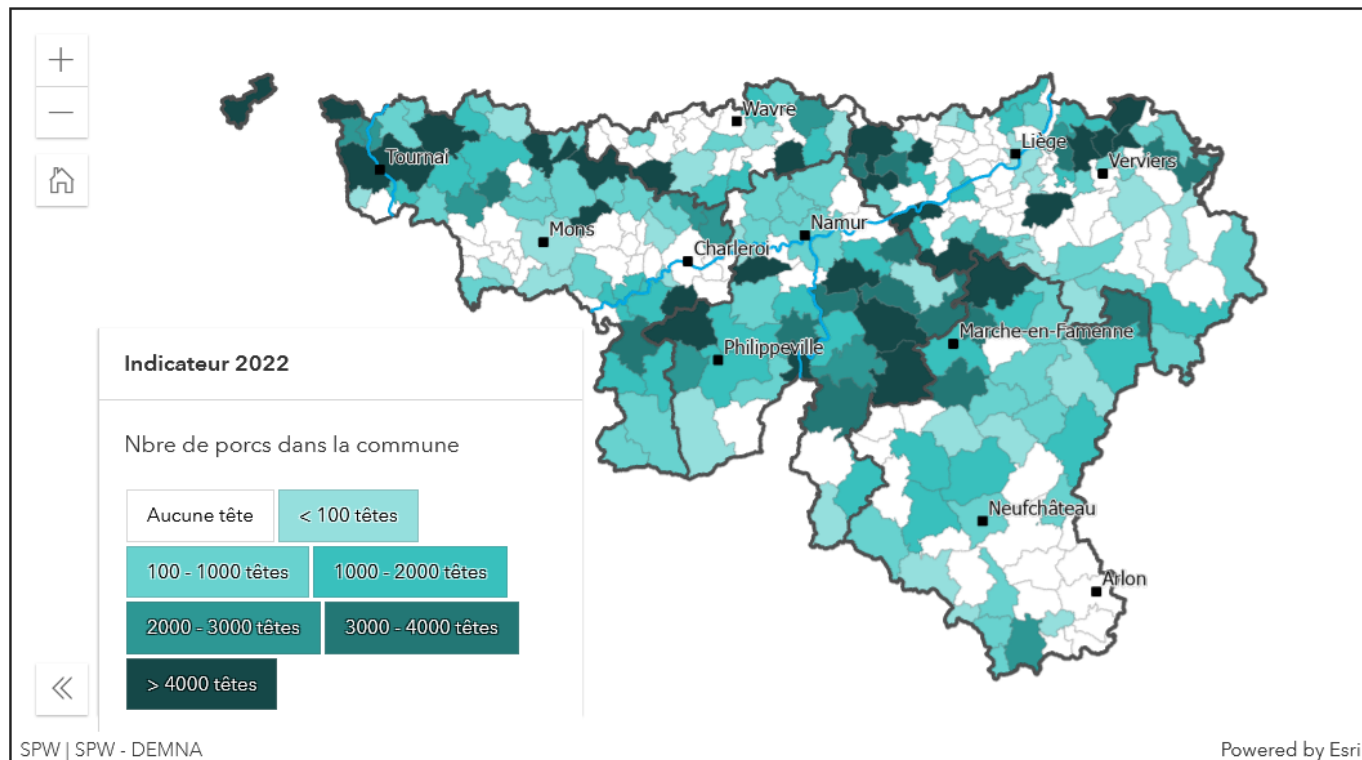 Wavre
Tournai
Liège
Verviers
Mons
Namur
Charleroi
Marche-en-Famenne
Philippeville
Indicateur 2022
Nbre de porcs dans la commune
Aucune tête
< 100 têtes
100 - 1000 têtes
1000 - 2000 têtes
2000 - 3000 têtes
3000 - 4000 têtes
> 4000 têtes
Neufchâteau
Arlon
SPW | SPW - DEMNA
Powered by Esri